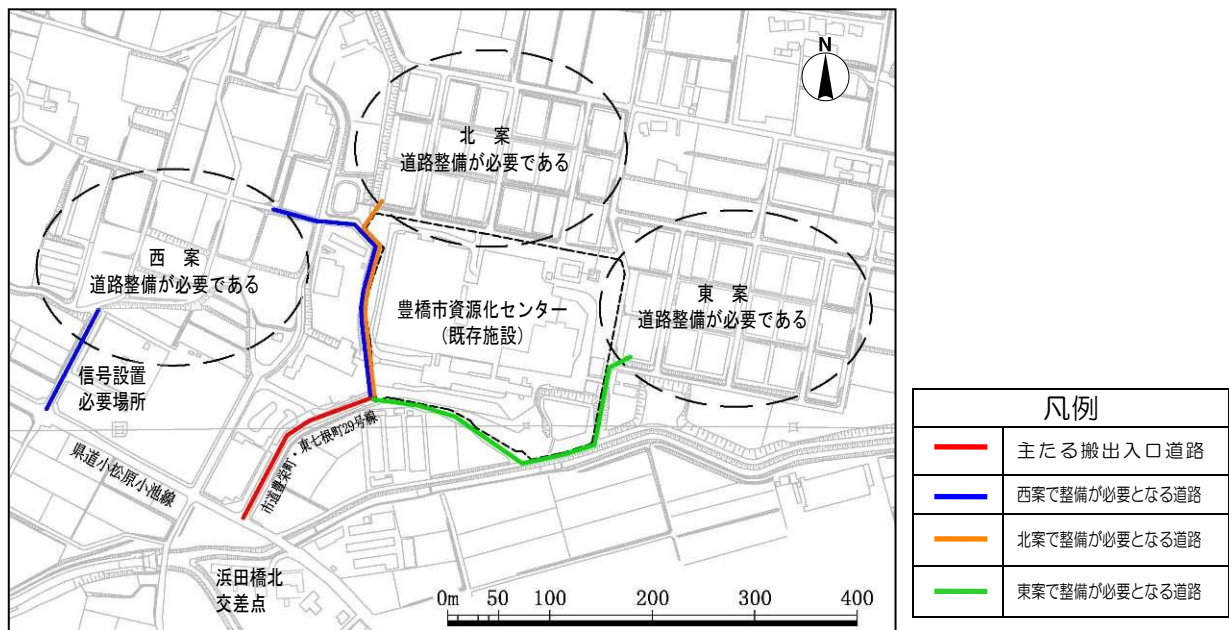 N
北 案
道路整備が必要である
西 案
道路整備が必要である
東 案
道路整備が必要である
豊橋市資源化センター
(既存施設)
信号設置
必要場所
県道小松原小池線
市道豊栄町・東七根町29号線
浜田橋北
交差点
0m 50 100 200 300 400
凡例
主たる搬出入口道路
西案で整備が必要となる道路
北案で整備が必要となる道路
東案で整備が必要となる道路